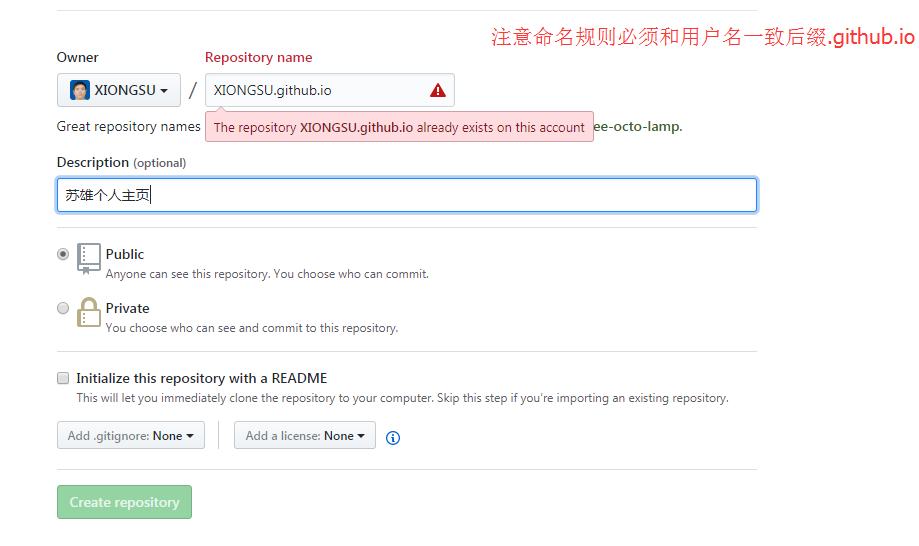 注意命名规则必须和用户名一致后缀.github.io
Owner
Repository name
XIONGSU
/
XIONGSU.github.io
Great repository names
The repository XIONGSU.github.io already exists on this account
ee-octo-lamp.
Description (optional)
苏雄个人主页
Public
Anyone can see this repository. You choose who can commit.
Private
You choose who can see and commit to this repository.
Initialize this repository with a README
This will let you immediately clone the repository to your computer. Skip this step if you're importing an existing repository.
Add .gitignore: None
Add a license: None
Create repository